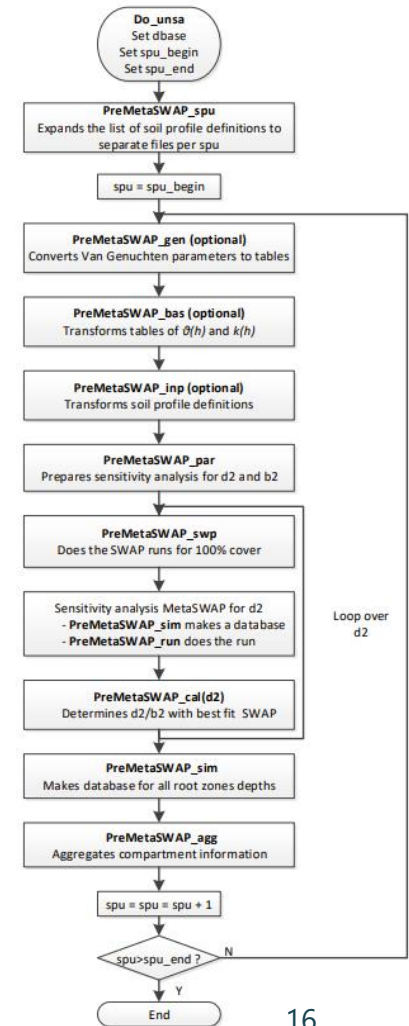 Do_unsa
Set dbase
Set spu_begin
Set spu_end
PreMetaSWAP_spu
Expands the list of soil profile definitions to
separate files per spu
spu = spu_begin
PreMetaSWAP_gen (optional)
Converts Van Genuchten parameters to tables
PreMetaSWAP_bas (optional)
Transforms tables of ϑ(h) and k(h)
PreMetaSWAP_inp (optional)
Transforms soil profile definitions
PreMetaSWAP_par
Prepares sensitivity analysis for d2 and b2
PreMetaSWAP_swp
Does the SWAP runs for 100% cover
Sensitivity analysis MetaSWAP for d2
- PreMetaSWAP_sim makes a database
- PreMetaSWAP_run does the run
Loop over
d2
PreMetaSWAP_cal(d2)
Determines d2/b2 with best fit SWAP
PreMetaSWAP_sim
Makes database for all root zones depths
PreMetaSWAP_agg
Aggregates compartment information
spu = spu = spu + 1
spu>spu_end ?
N
Y
End
16